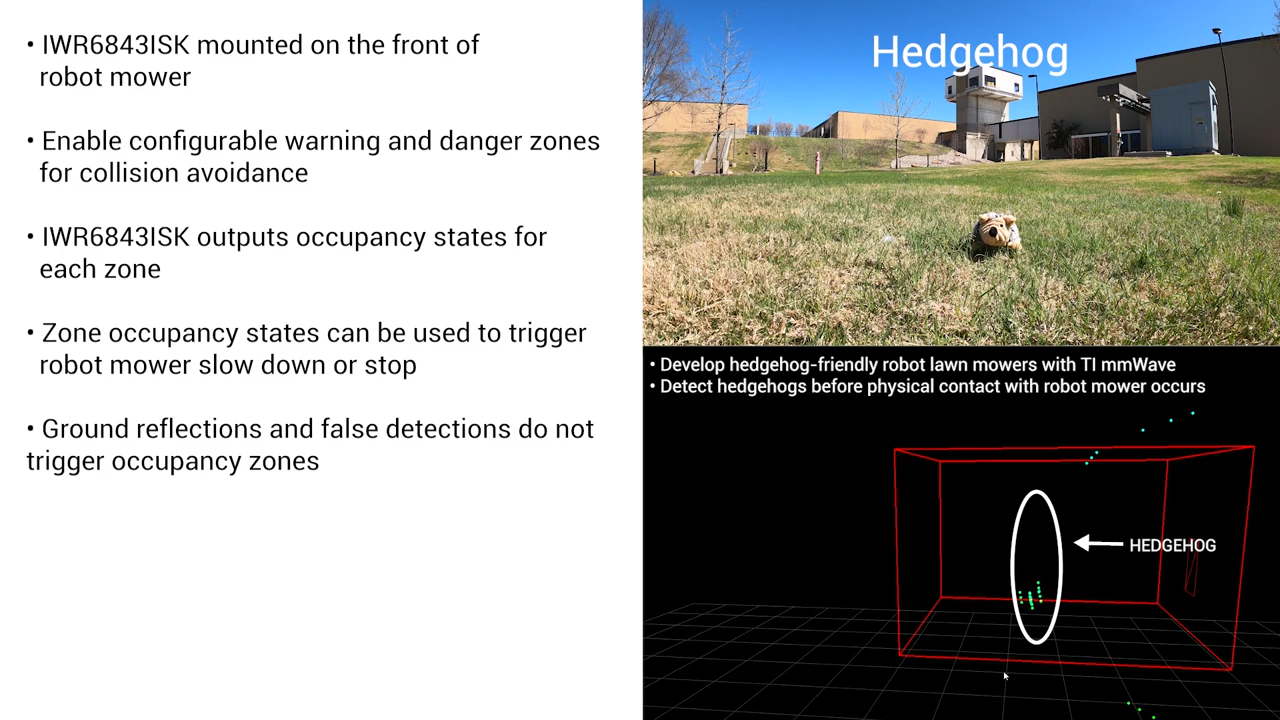 • IWR6843ISK mounted on the front of
robot mower
• Enable configurable warning and danger zones
for collision avoidance
• IWR6843ISK outputs occupancy states for
each zone
• Zone occupancy states can be used to trigger
robot mower slow down or stop
• Ground reflections and false detections do not
trigger occupancy zones
Hedgehog
• Develop hedgehog-friendly robot lawn mowers with TI mmWave
• Detect hedgehogs before physical contact with robot mower occurs
HEDGEHOG